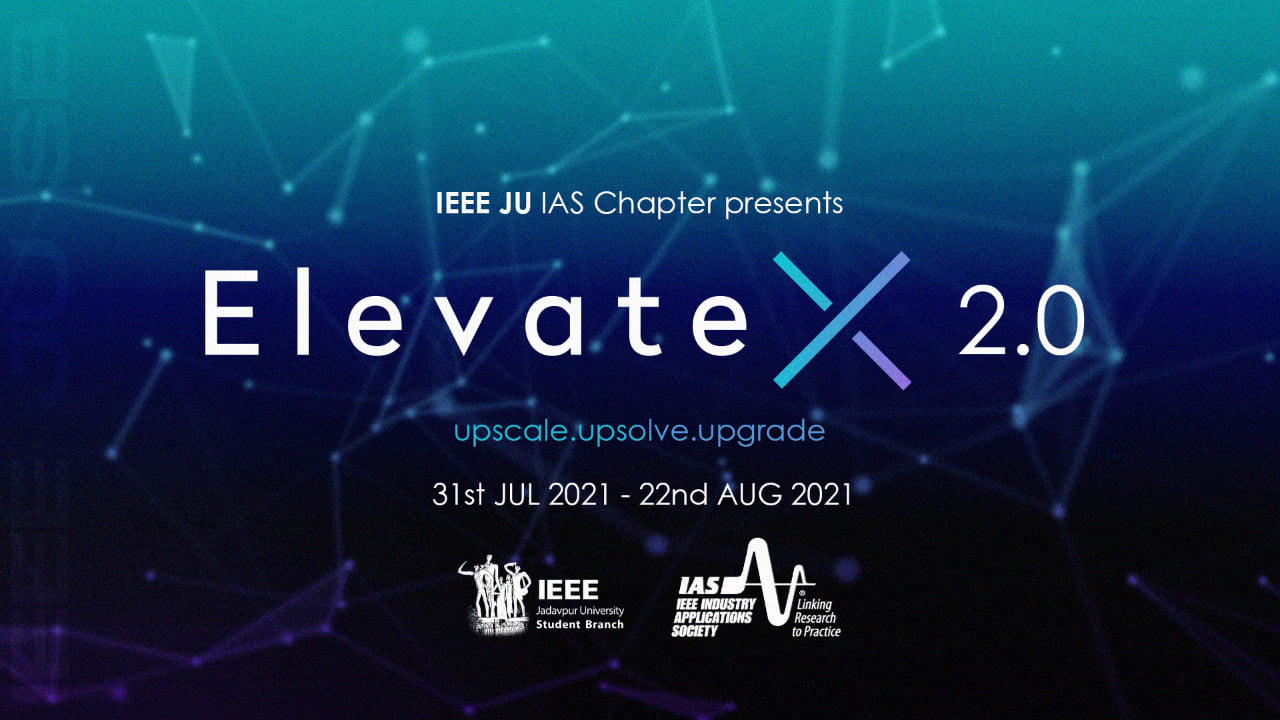 IEEE JU IAS Chapter presents
ElevateX 2.0
upscale.upsolve.upgrade
31st JUL 2021 - 22nd AUG 2021
IEEE
Jadavpur University
Student Branch
IAS
IEEE INDUSTRY
APPLICATIONS
SOCIETY
®
Linking
Research
to Practice